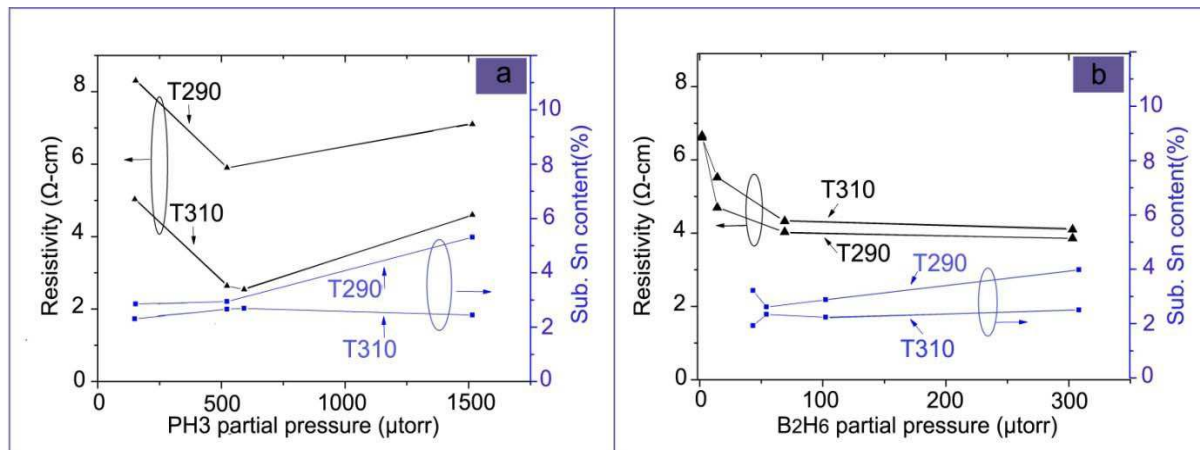 a
T290
T310
T290
T310
Resistivity (Ω-cm)
8
6
4
2
0
Sub. Sn content(%)
10
8
6
4
2
0
0 500 1000 1500
PH3 partial pressure (µtorr)
b
T310
T290
T290
T310
Resistivity (Ω-cm)
8
6
4
2
0
Sub. Sn content(%)
10
8
6
4
2
0
0 100 200 300
B2H6 partial pressure (µtorr)